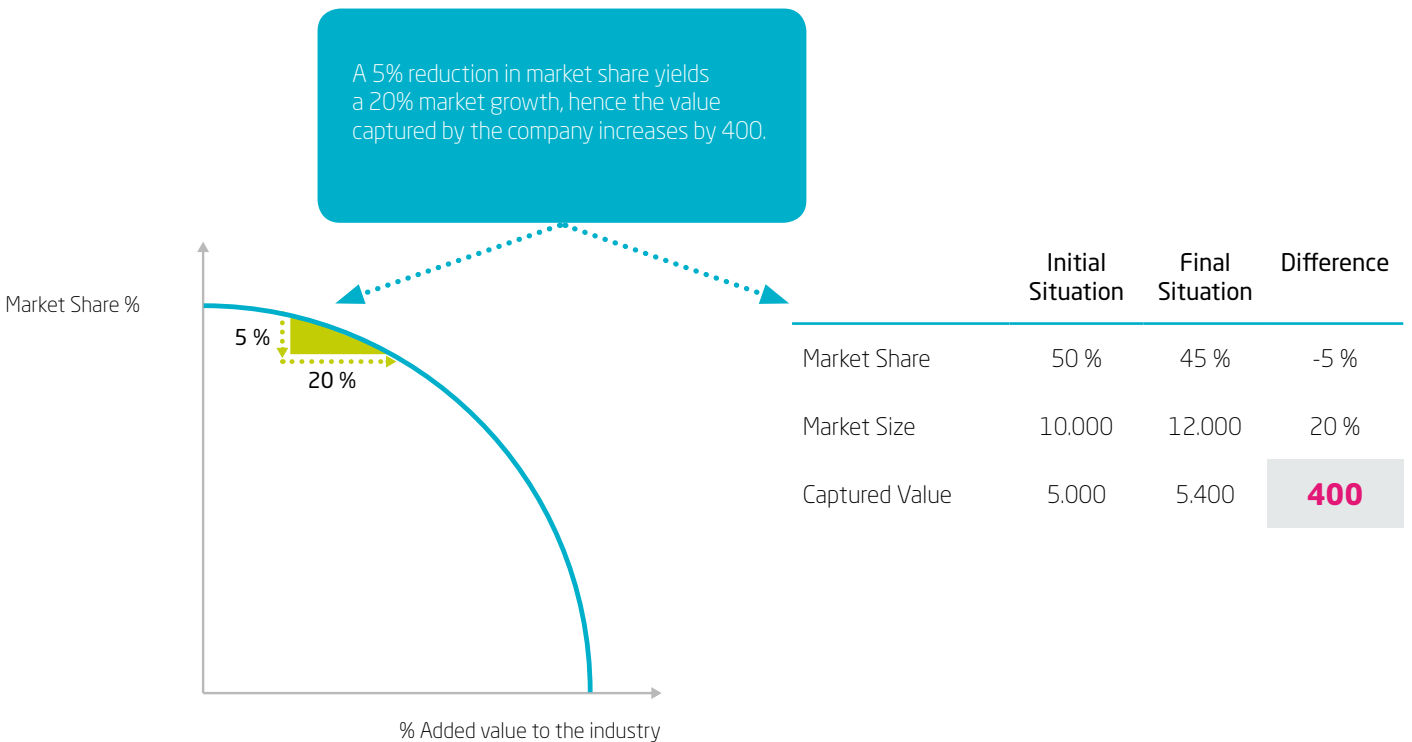 A 5% reduction in market share yields
a 20% market growth, hence the value
captured by the company increases by 400.
Market Share %
5 %
20 %
% Added value to the industry
Initial Situation Final Situation Difference
Market Share 50 % 45 % -5 %
Market Size 10.000 12.000 20 %
Captured Value 5.000 5.400 400